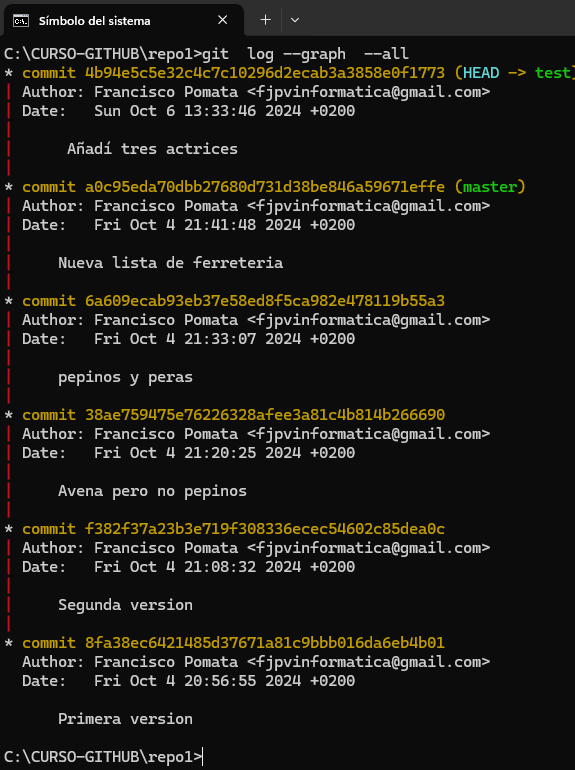 Símbolo del sistema
C:\CURSO-GITHUB\repo1>git  log --graph  --all
* commit 4b94e5c5e32c4c7c10296d2ecab3a3858e0f1773 (HEAD -> test)
| Author: Francisco Pomata <fjpvinformatica@gmail.com>
| Date:   Sun Oct 6 13:33:46 2024 +0200
|
|      Añadí tres actrices
|
* commit a0c95eda70dbb27680d731d38be846a59671effe (master)
| Author: Francisco Pomata <fjpvinformatica@gmail.com>
| Date:   Fri Oct 4 21:41:48 2024 +0200
|
|     Nueva lista de ferreteria
|
* commit 6a609ecab93eb37e58ed8f5ca982e478119b55a3
| Author: Francisco Pomata <fjpvinformatica@gmail.com>
| Date:   Fri Oct 4 21:33:07 2024 +0200
|
|     pepinos y peras
|
* commit 38ae759475e76226328afee3a81c4b814b266690
| Author: Francisco Pomata <fjpvinformatica@gmail.com>
| Date:   Fri Oct 4 21:20:25 2024 +0200
|
|     Avena pero no pepinos
|
* commit f382f37a23b3e719f308336ecec54602c85dea0c
| Author: Francisco Pomata <fjpvinformatica@gmail.com>
| Date:   Fri Oct 4 21:08:32 2024 +0200
|
|     Segunda version
|
* commit 8fa38ec6421485d37671a81c9bbb016da6eb4b01
  Author: Francisco Pomata <fjpvinformatica@gmail.com>
  Date:   Fri Oct 4 20:56:55 2024 +0200
      Primera version
C:\CURSO-GITHUB\repo1>